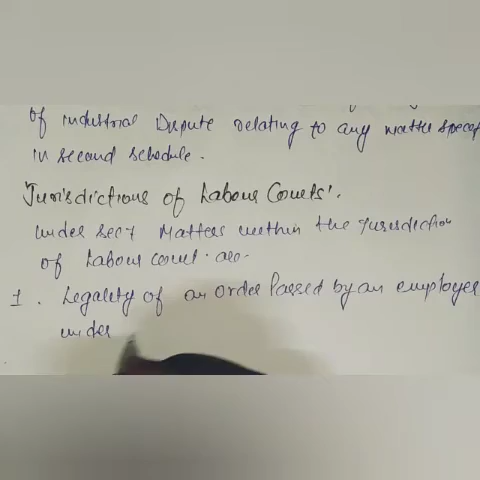 of industrial Dispute relating to any matter specif
in second schedule.
Jurisdictions of Labour Courts'.
under sec 7 Matters within the Jurisdiction
of Labour court. are.
1. Legality of an order Passed by an employer
under